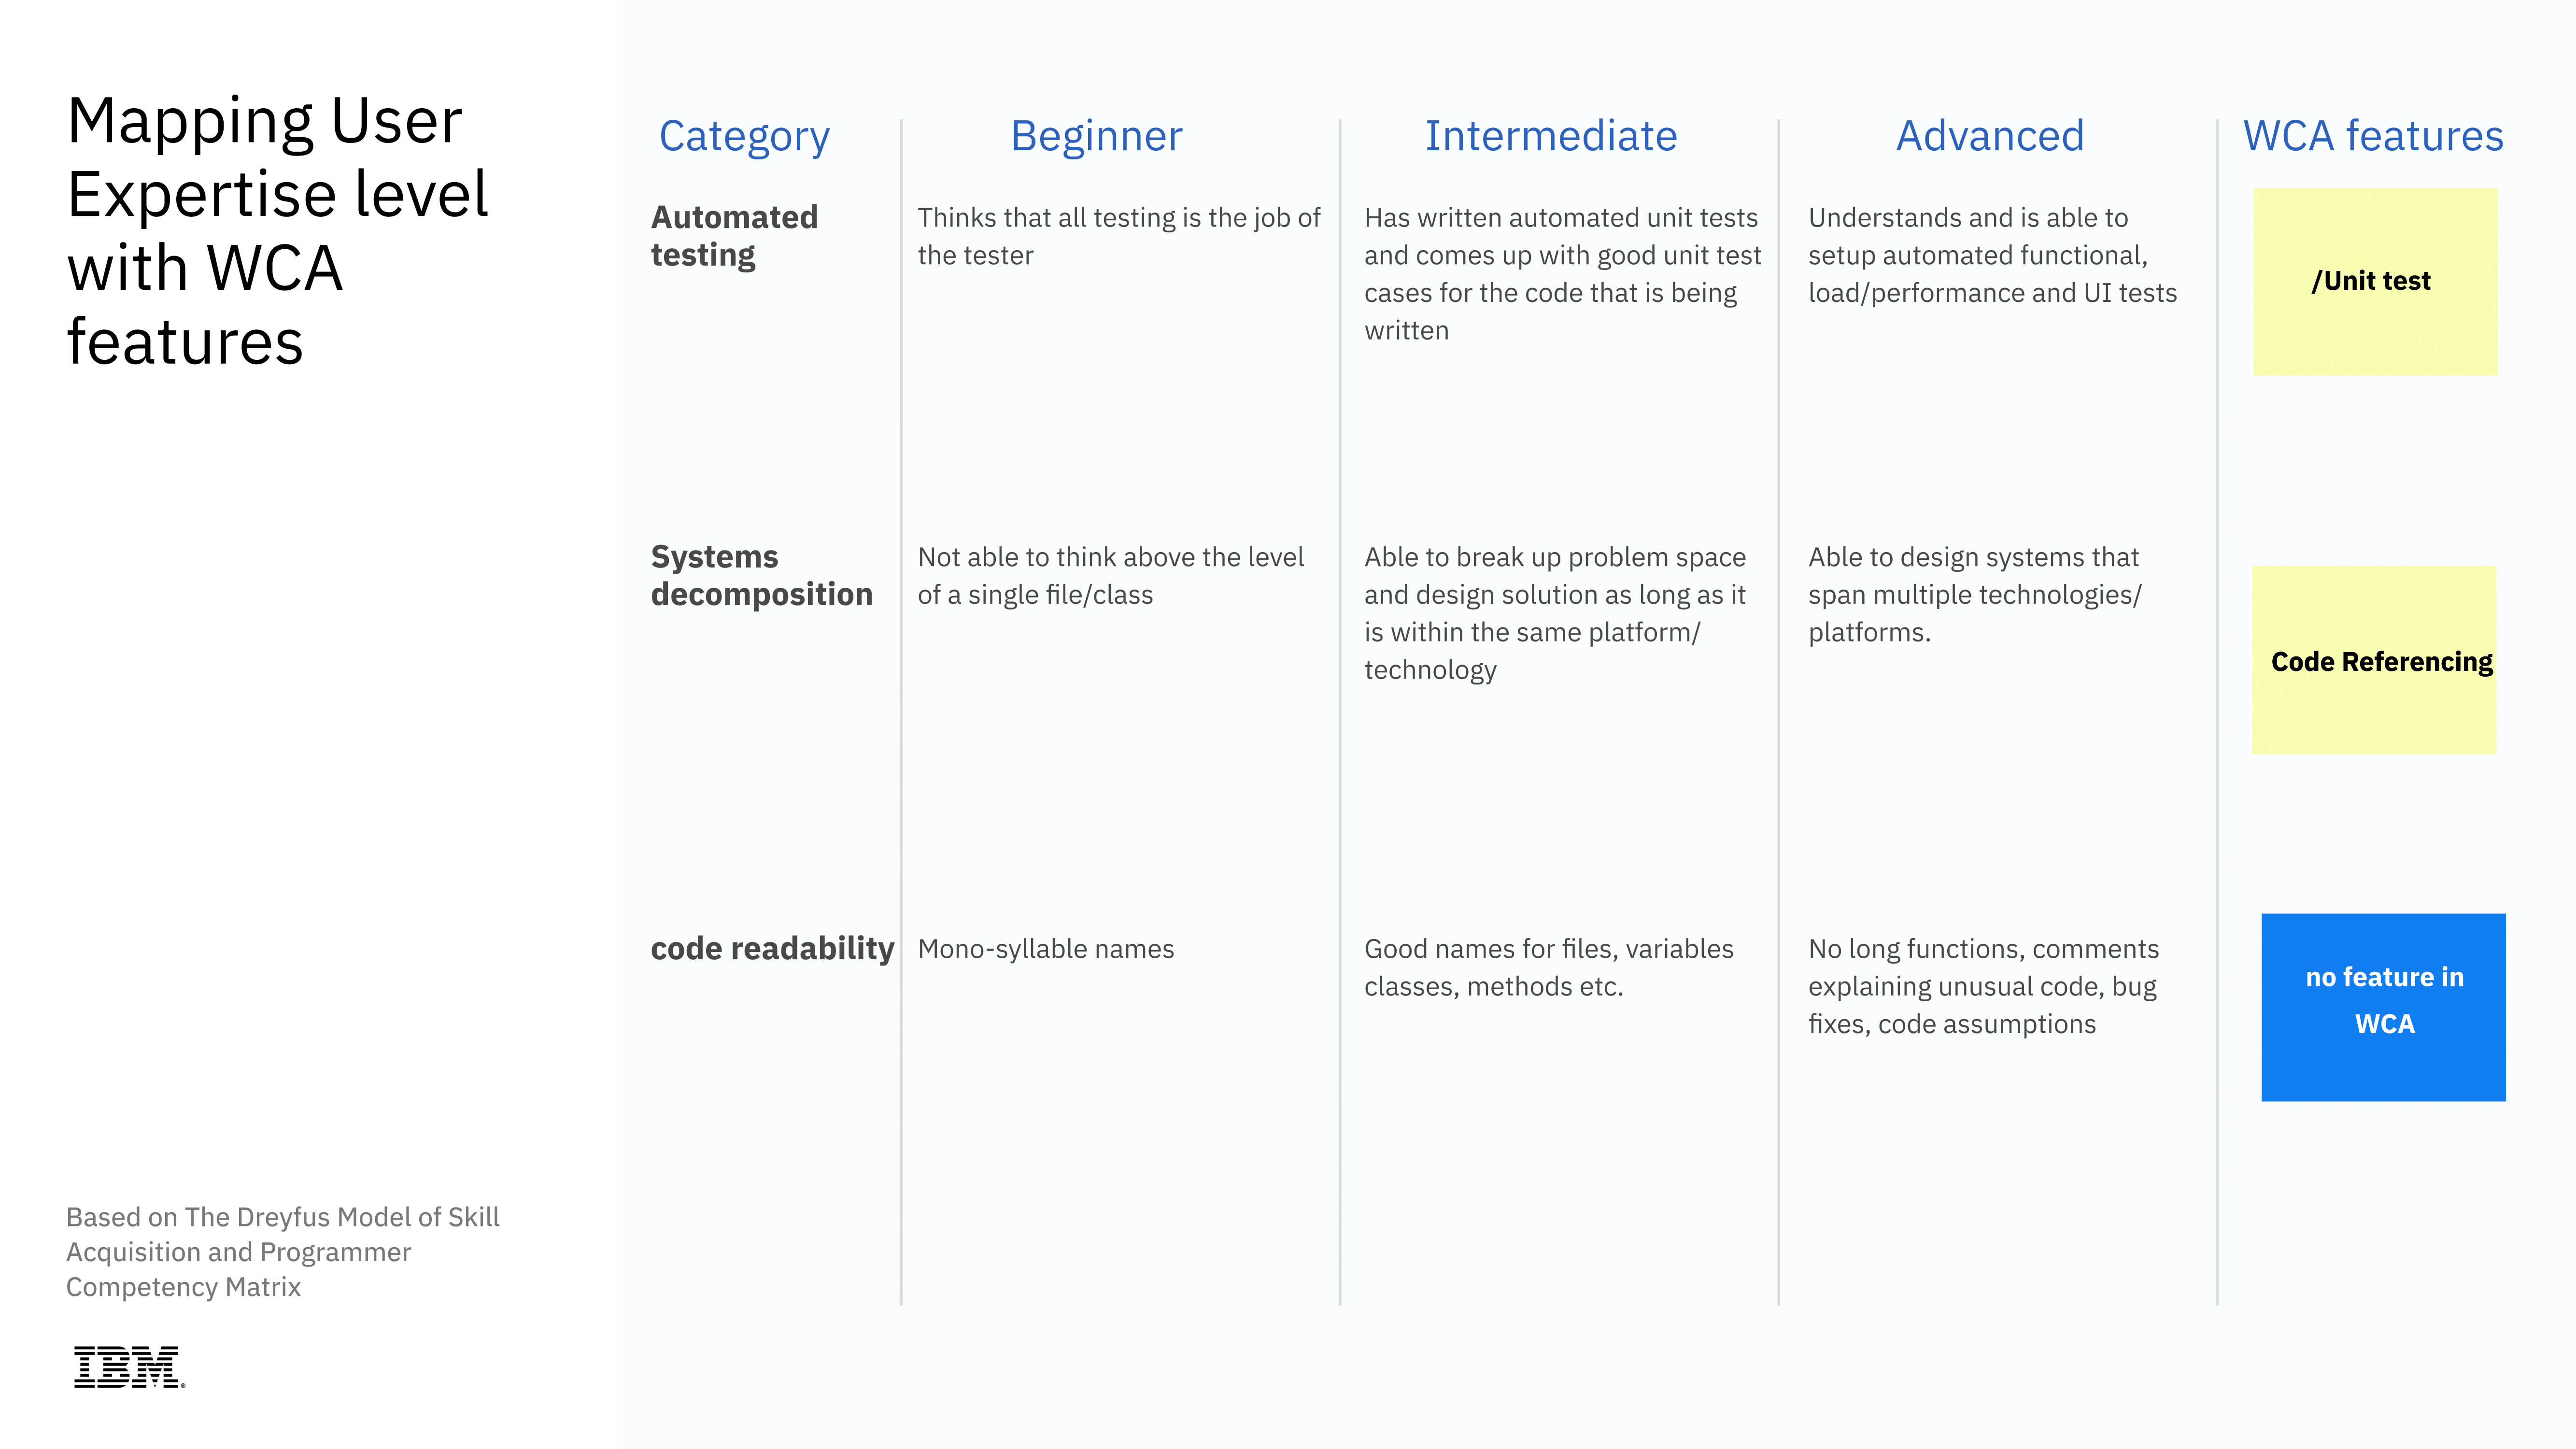 Mapping User
Expertise level
with WCA
features
Category
Beginner
Intermediate
Advanced
WCA features
Automated
testing
Thinks that all testing is the job of
the tester
Has written automated unit tests
and comes up with good unit test
cases for the code that is being
written
Understands and is able to
setup automated functional,
load/performance and UI tests
/Unit test
Systems
decomposition
Not able to think above the level
of a single file/class
Able to break up problem space
and design solution as long as it
is within the same platform/
technology
Able to design systems that
span multiple technologies/
platforms.
Code Referencing
code readability
Mono-syllable names
Good names for files, variables
classes, methods etc.
No long functions, comments
explaining unusual code, bug
fixes, code assumptions
no feature in
WCA
Based on The Dreyfus Model of Skill
Acquisition and Programmer
Competency Matrix
IBM®